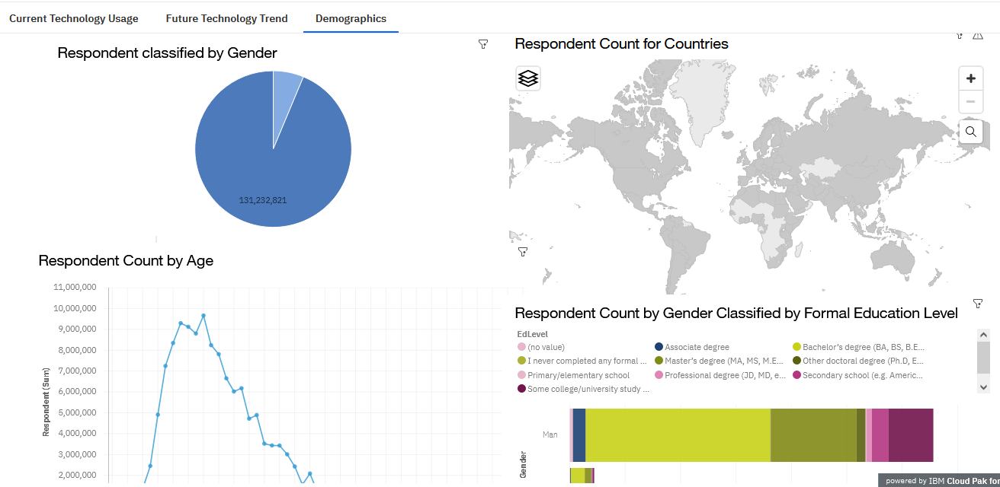 Current Technology Usage
Future Technology Trend
Demographics
Respondent classified by Gender
131,232,821
Respondent Count for Countries
Respondent Count by Age
Respondent (Sum)
11,000,000
10,000,000
9,000,000
8,000,000
7,000,000
6,000,000
5,000,000
4,000,000
3,000,000
2,000,000
Respondent Count by Gender Classified by Formal Education Level
EdLevel
(no value)
Associate degree
Bachelor's degree (BA, BS, B.E...
I never completed any formal ...
Master's degree (MA, MS, M.E...
Other doctoral degree (Ph.D, E...
Primary/elementary school
Professional degree (JD, MD, e...
Secondary school (e.g. Americ...
Some college/university study ...
Man
Gender
powered by IBM Cloud Pak for